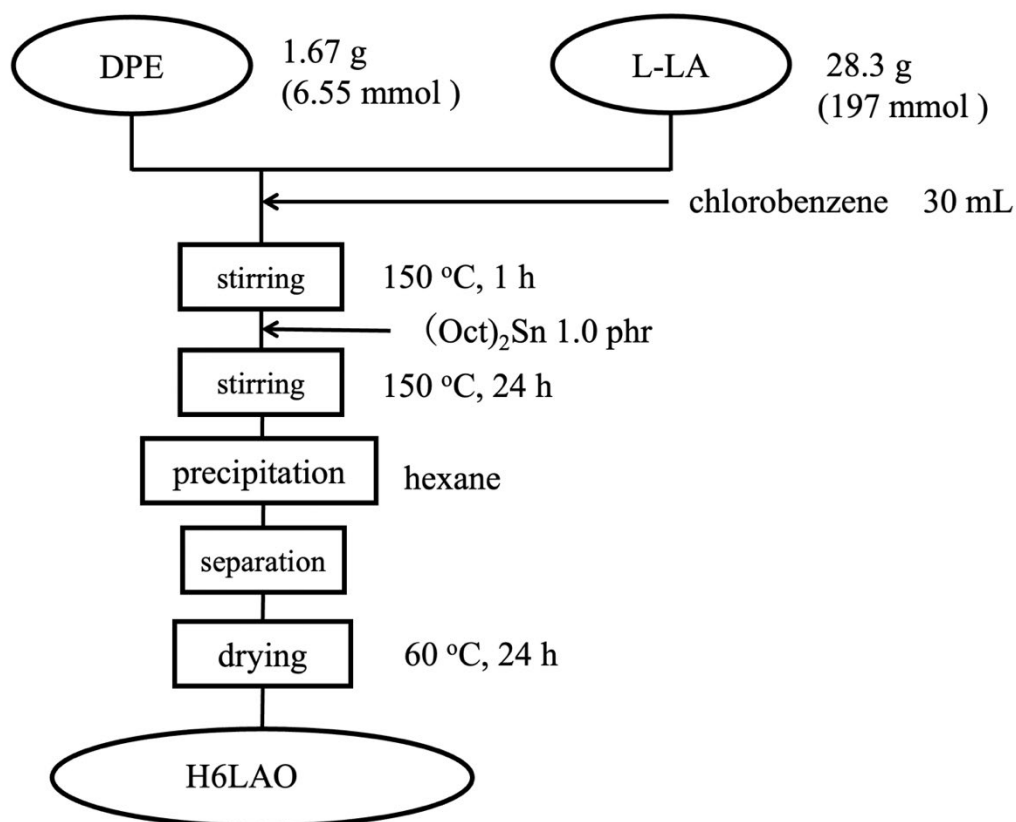 DPE
1.67 g
(6.55 mmol )
L-LA
28.3 g
(197 mmol )
chlorobenzene 30 mL
stirring
150 °C, 1 h
(Oct)₂Sn 1.0 phr
stirring
150 °C, 24 h
precipitation
hexane
separation
drying
60 °C, 24 h
H6LAO